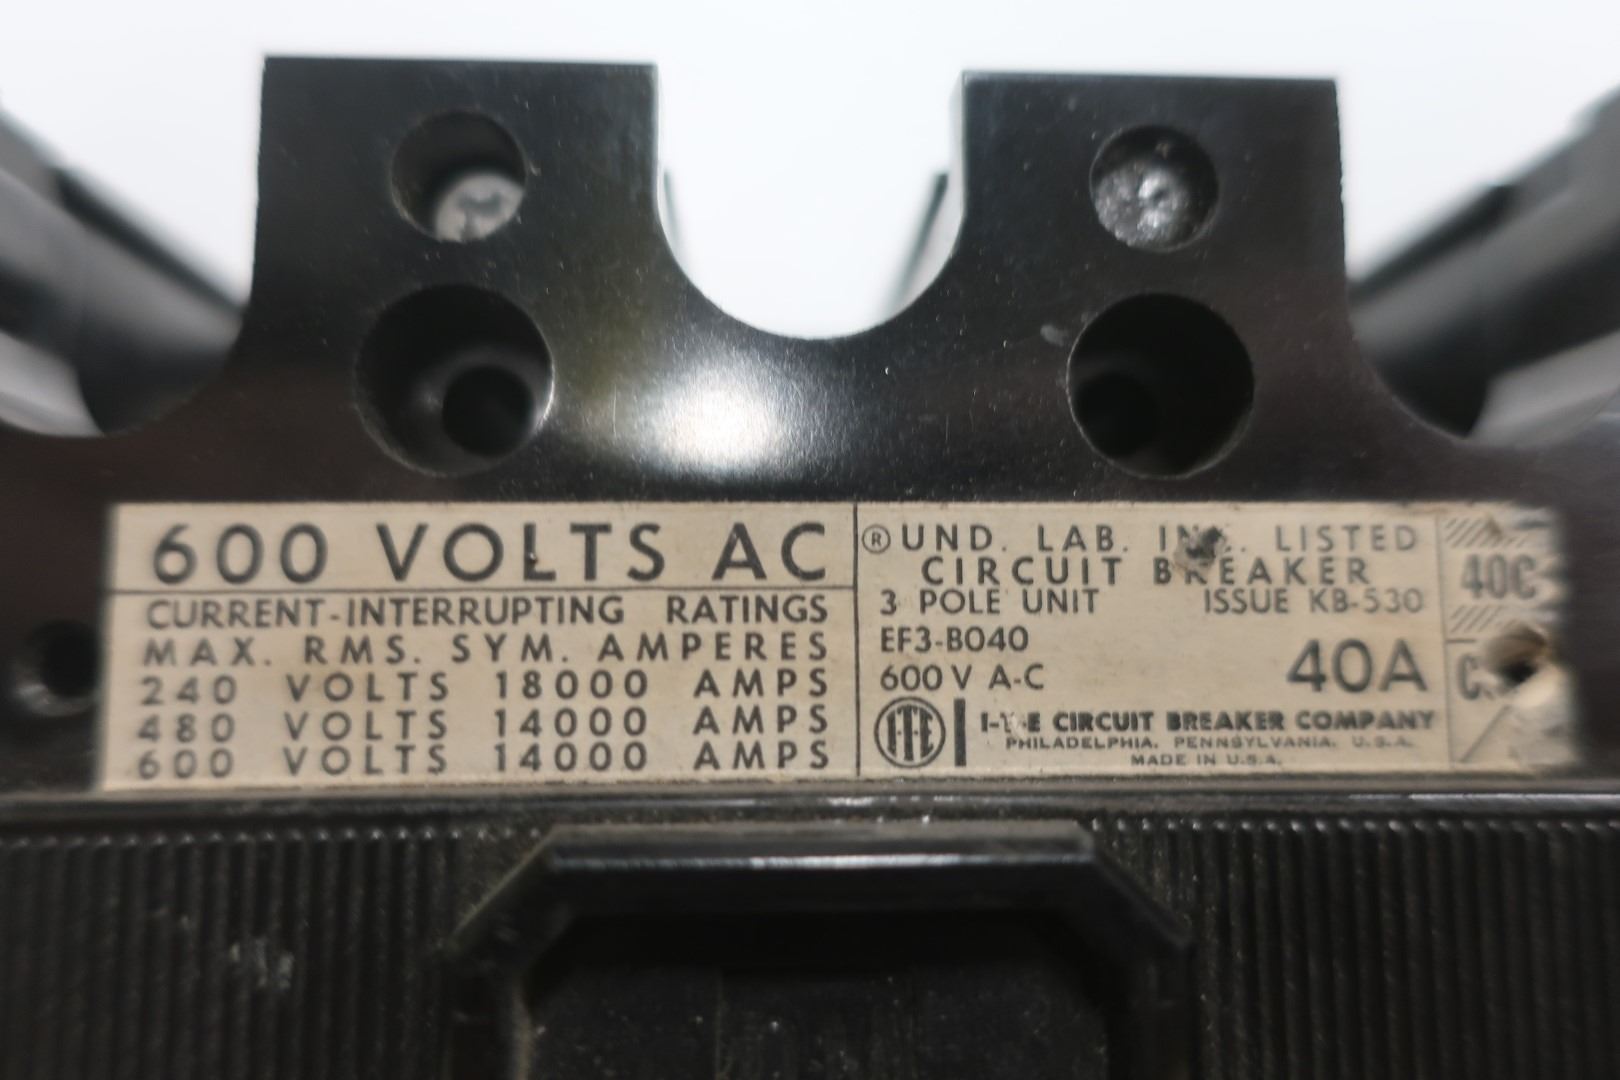 600 VOLTS AC
CURRENT-INTERRUPTING RATINGS
MAX. RMS. SYM. AMPERES
240 VOLTS 18000 AMPS
480 VOLTS 14000 AMPS
600 VOLTS 14000 AMPS
® UND. LAB. LISTED
CIRCUIT BREAKER
3 POLE UNIT ISSUE KB-530
EF3-B040
600 V A-C 40A
I-T-E
I-T-E CIRCUIT BREAKER COMPANY
PHILADELPHIA, PENNSYLVANIA, U.S.A.
MADE IN U.S.A.
40C